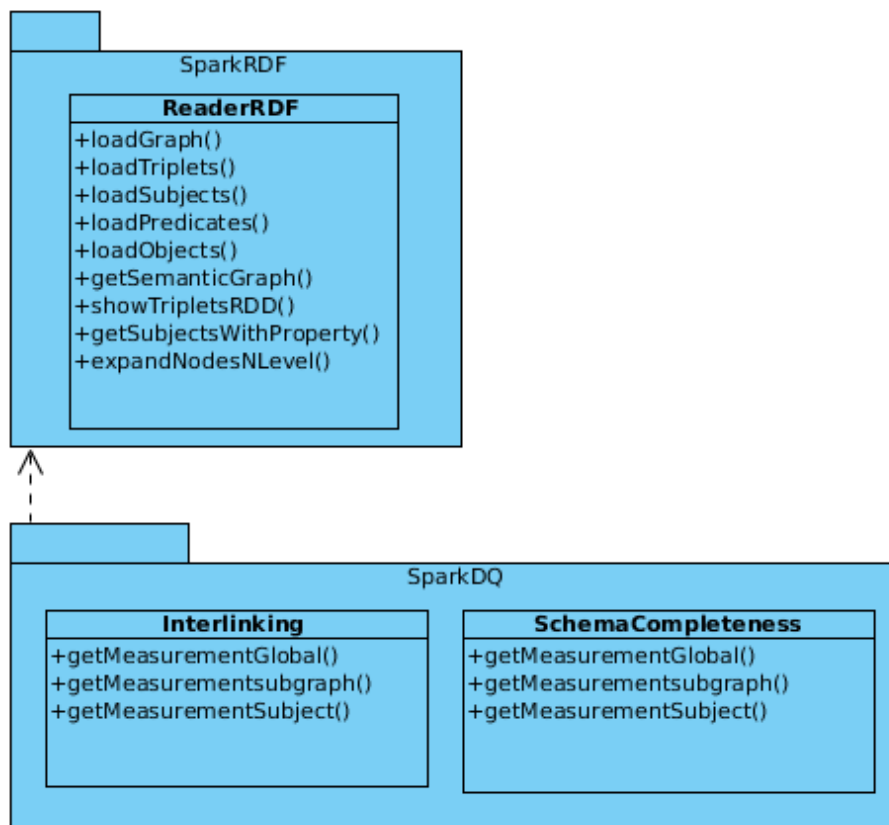 SparkRDF
ReaderRDF
+loadGraph()
+loadTriplets()
+loadSubjects()
+loadPredicates()
+loadObjects()
+getSemanticGraph()
+showTripletsRDD()
+getSubjectsWithProperty()
+expandNodesNLevel()
SparkDQ
Interlinking
+getMeasurementGlobal()
+getMeasurementsubgraph()
+getMeasurementSubject()
SchemaCompleteness
+getMeasurementGlobal()
+getMeasurementsubgraph()
+getMeasurementSubject()